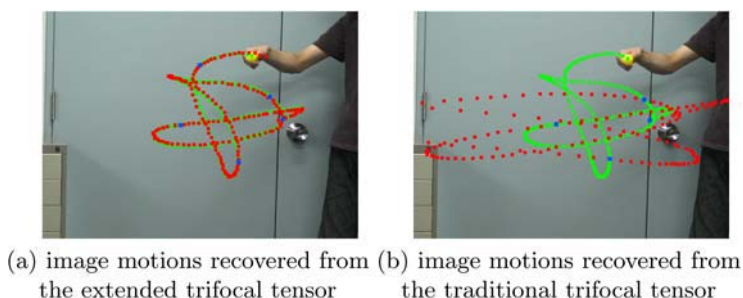 (a) image motions recovered from
the extended trifocal tensor
(b) image motions recovered from
the traditional trifocal tensor